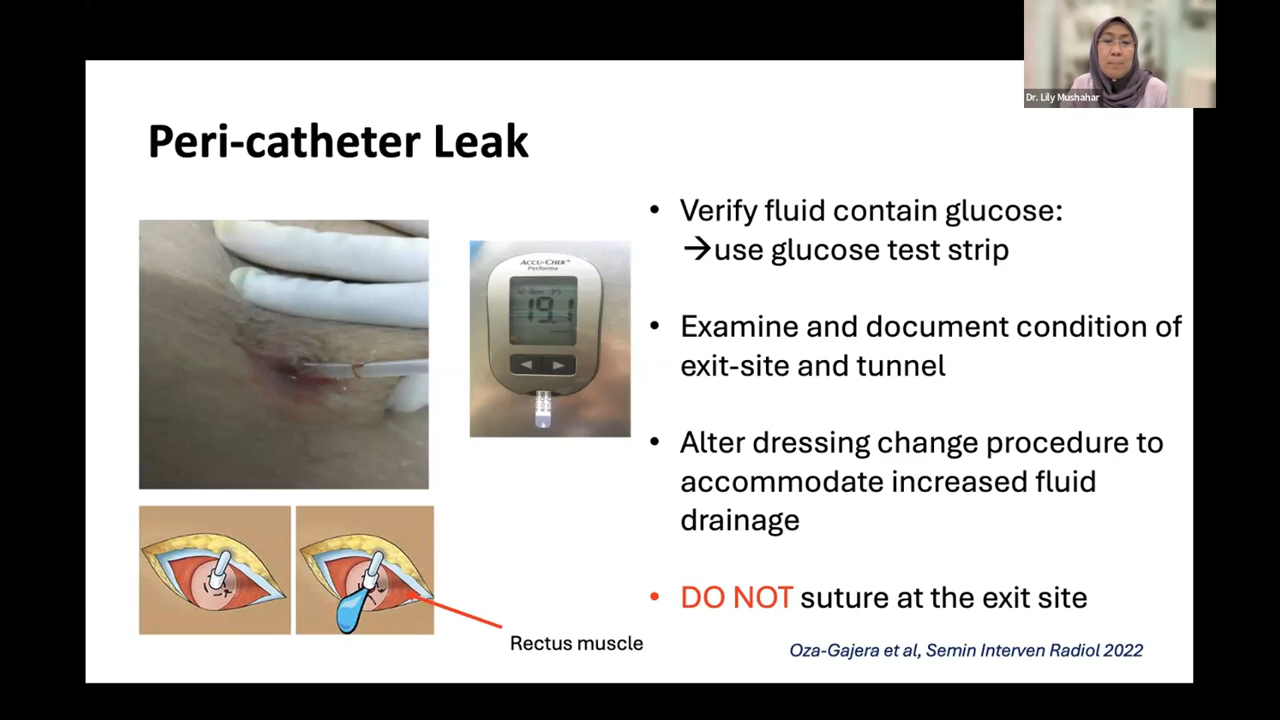 Dr. Lily Mushahar
Peri-catheter Leak
ACCU-CHEK®
Performa
19.1
• Verify fluid contain glucose:
→use glucose test strip
• Examine and document condition of
exit-site and tunnel
• Alter dressing change procedure to
accommodate increased fluid
drainage
• DO NOT suture at the exit site
Rectus muscle
Oza-Gajera et al, Semin Interven Radiol 2022